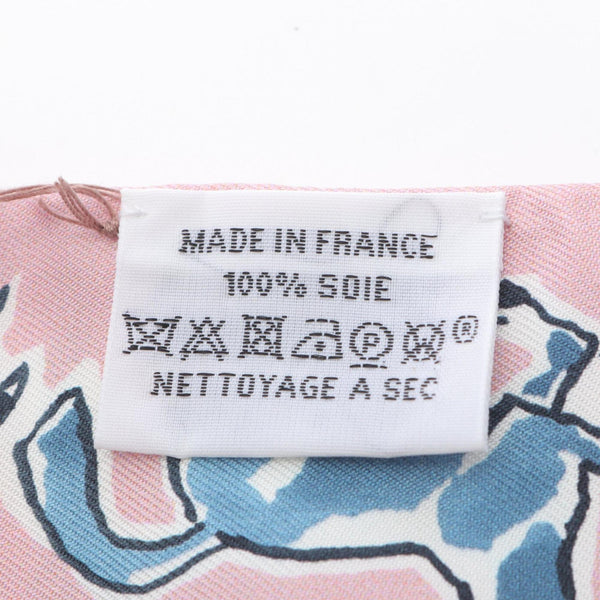 MADE IN FRANCE
100% SOIE
P ®
NETTOYAGE A SEC